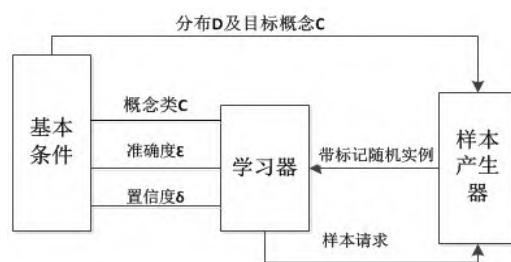 分布D及目标概念C
基本
条件
概念类C
准确度ε
置信度δ
学习器
带标记随机实例
样本请求
样本
产生
器